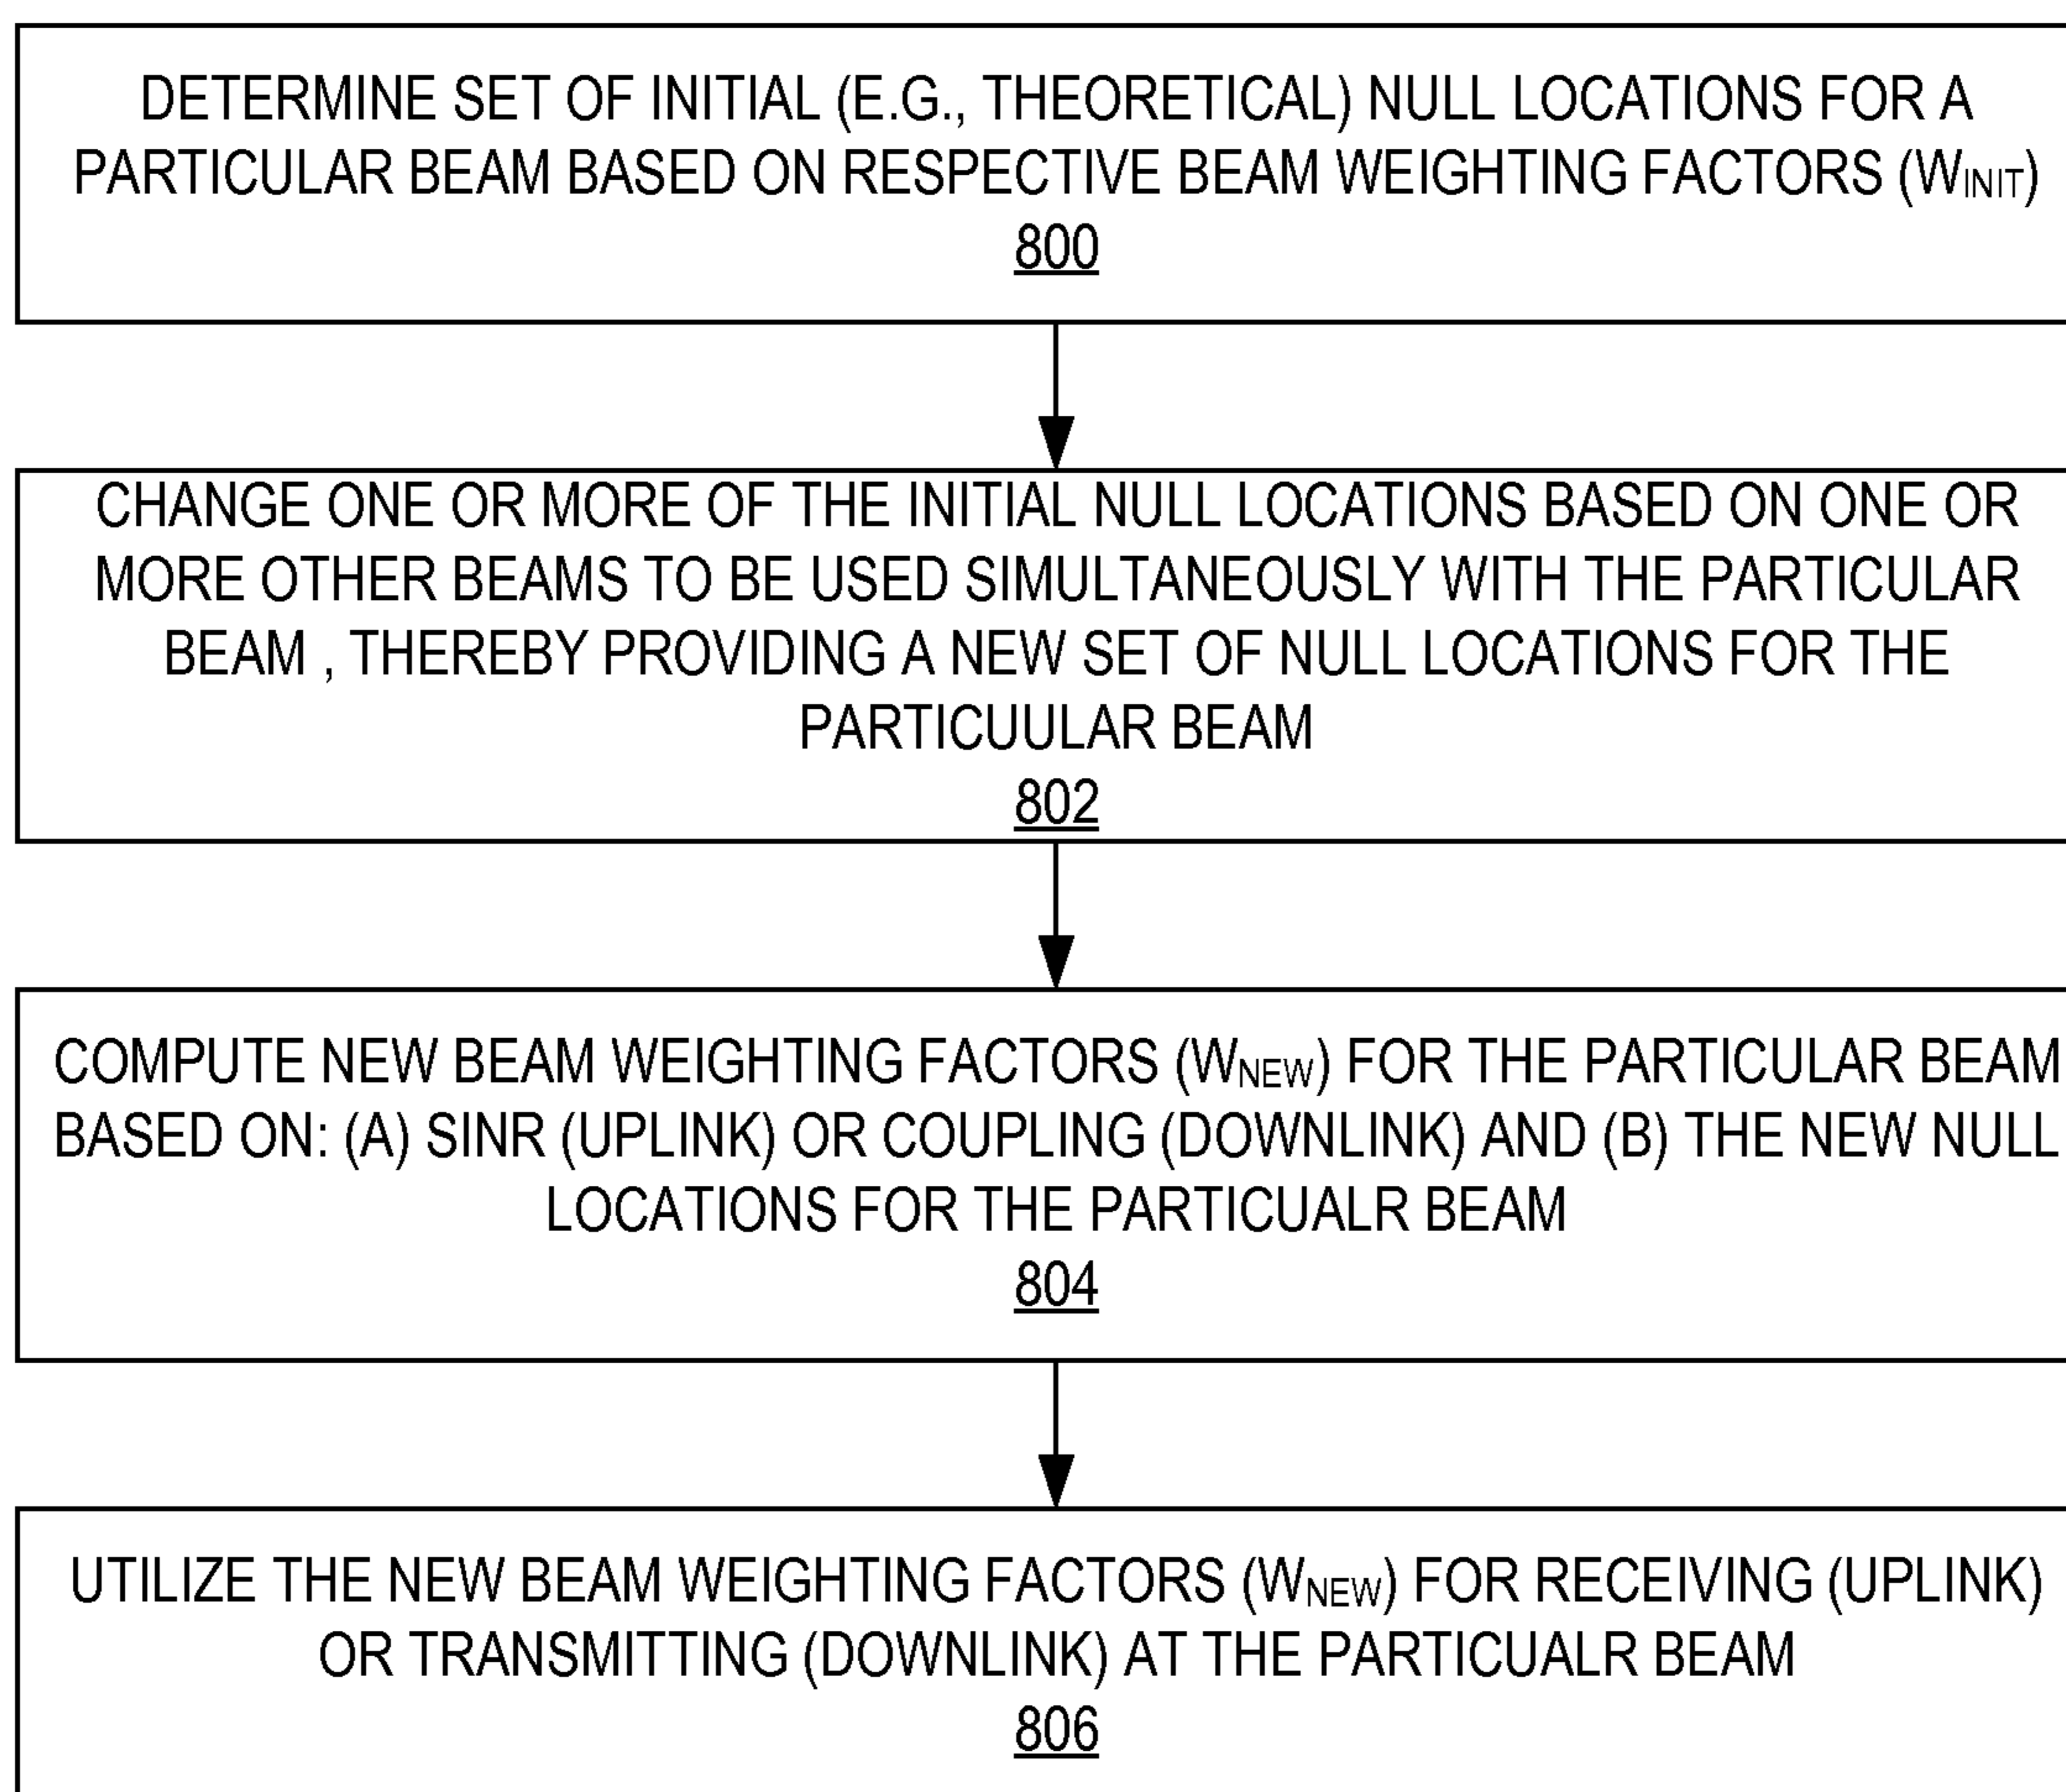 DETERMINE SET OF INITIAL (E.G., THEORETICAL) NULL LOCATIONS FOR A
PARTICULAR BEAM BASED ON RESPECTIVE BEAM WEIGHTING FACTORS (WINIT)
800
CHANGE ONE OR MORE OF THE INITIAL NULL LOCATIONS BASED ON ONE OR
MORE OTHER BEAMS TO BE USED SIMULTANEOUSLY WITH THE PARTICULAR
BEAM , THEREBY PROVIDING A NEW SET OF NULL LOCATIONS FOR THE
PARTICUULAR BEAM
802
COMPUTE NEW BEAM WEIGHTING FACTORS (WNEW) FOR THE PARTICULAR BEAM
BASED ON: (A) SINR (UPLINK) OR COUPLING (DOWNLINK) AND (B) THE NEW NULL
LOCATIONS FOR THE PARTICUALR BEAM
804
UTILIZE THE NEW BEAM WEIGHTING FACTORS (WNEW) FOR RECEIVING (UPLINK)
OR TRANSMITTING (DOWNLINK) AT THE PARTICUALR BEAM
806